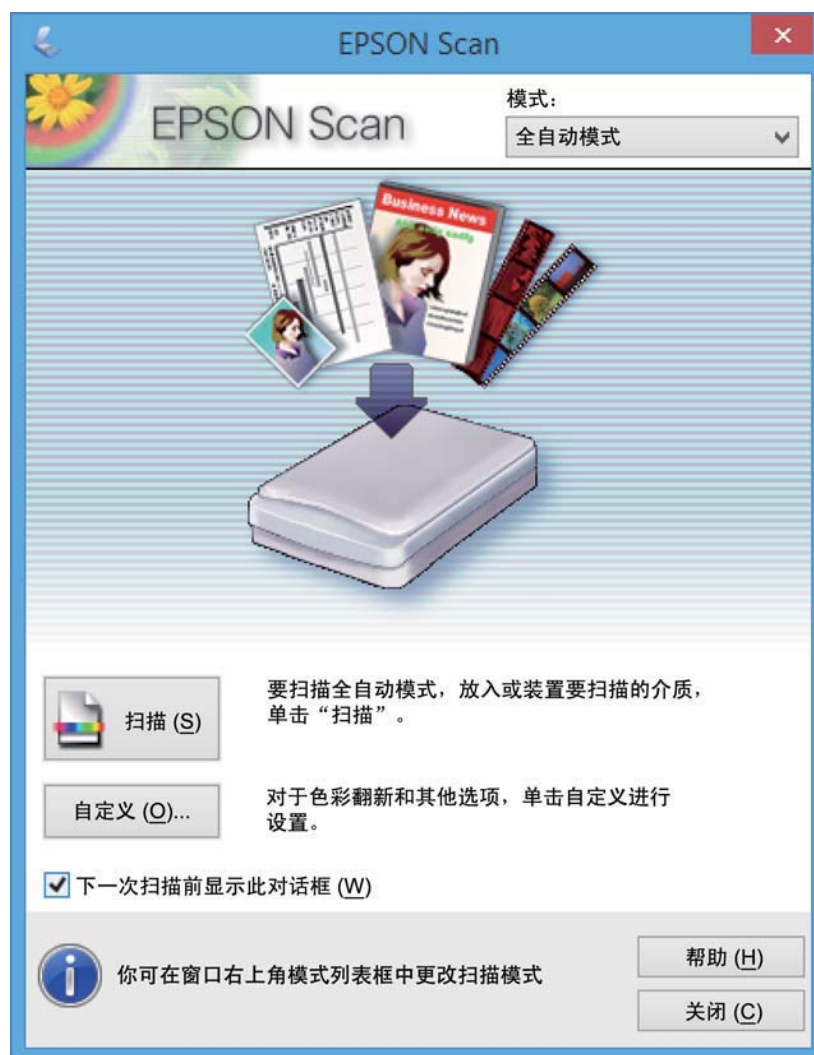 EPSON Scan
EPSON Scan
模式:
全自动模式
Business News
扫描 (S)
要扫描全自动模式，放入或装置要扫描的介质，
单击“扫描”。
自定义 (O)...
对于色彩翻新和其他选项，单击自定义进行
设置。
下一次扫描前显示此对话框 (W)
你可在窗口右上角模式列表框中更改扫描模式
帮助 (H)
关闭 (C)